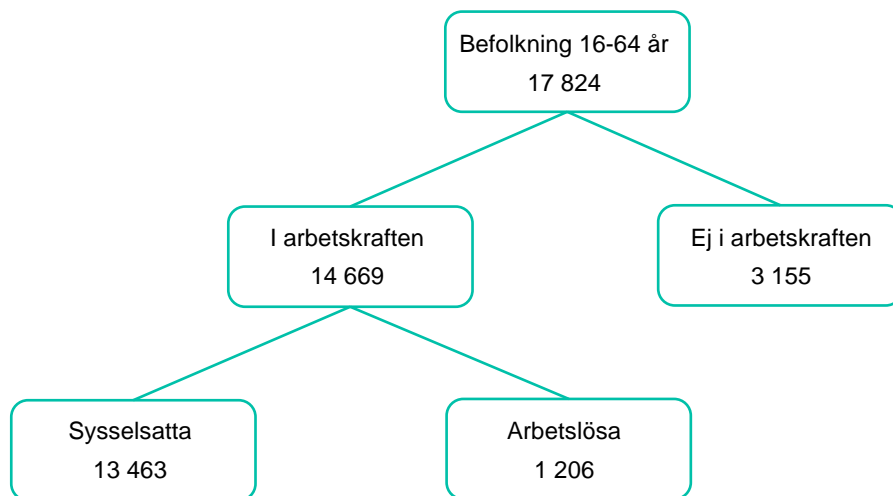 Befolkning 16-64 år
17 824
I arbetskraften
14 669
Ej i arbetskraften
3 155
Sysselsatta
13 463
Arbetslösa
1 206